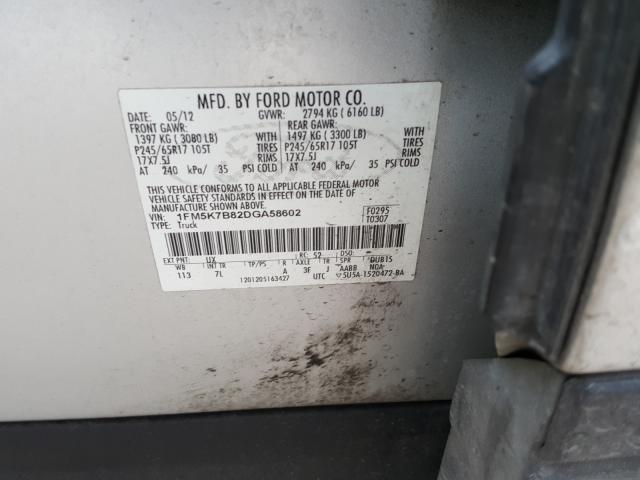 MFD. BY FORD MOTOR CO.
DATE: 05/12 GVWR: 2794 KG ( 6160 LB)
FRONT GAWR: REAR GAWR:
1397 KG ( 3080 LB) WITH 1497 KG ( 3300 LB) WITH
P245/65R17 105T TIRES P245/65R17 105T TIRES
17X7.5J RIMS 17X7.5J RIMS
AT 240 kPa/ 35 PSI COLD AT 240 kPa/ 35 PSI COLD
THIS VEHICLE CONFORMS TO ALL APPLICABLE FEDERAL MOTOR
VEHICLE SAFETY STANDARDS IN EFFECT ON THE DATE OF
MANUFACTURE SHOWN ABOVE.
VIN: 1FM5K7B82DGA58602 F0295
TYPE: Truck T0307
EXT PNT: UX RC: 52 DSO:
WB INT TR TP/PS R AXLE TR SPR DUB1S
113 7L A 3F J AABB N0A
1201205163427 UTC 5U5A-1520472-BA